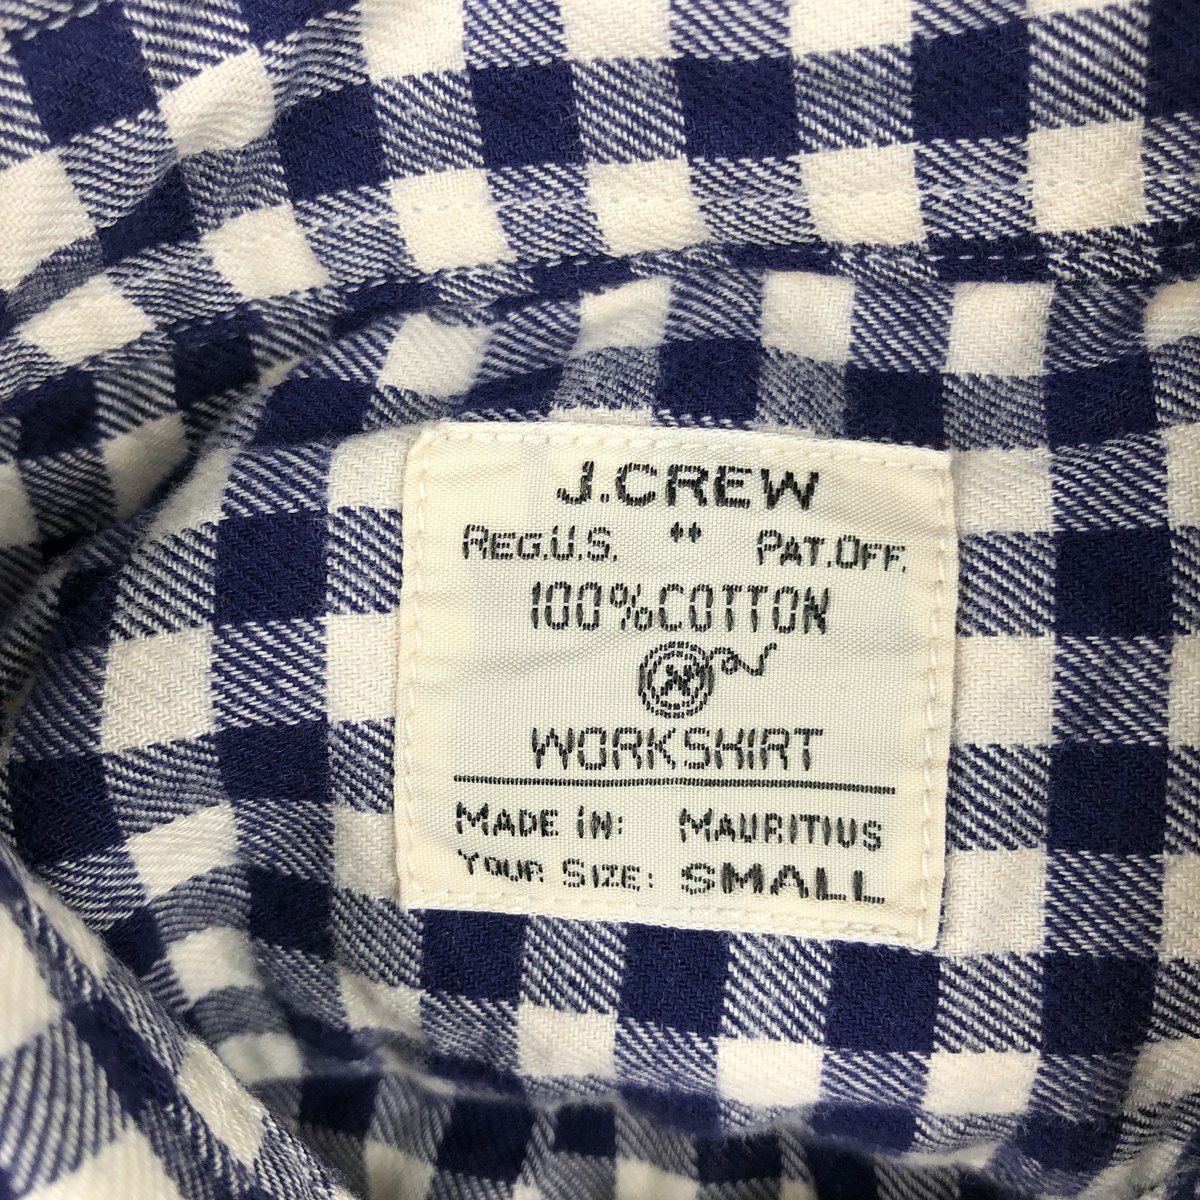 J.CREW
REG.U.S. " PAT.OFF.
100%COTTON
WORKSHIRT
MADE IN: MAURITIUS
YOUR SIZE: SMALL